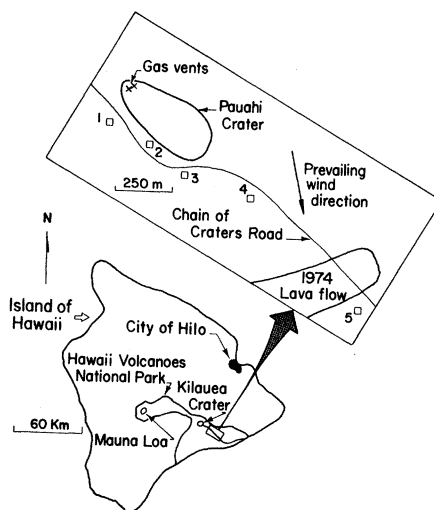 Gas vents
Pauahi
Crater
1
2
3
4
250 m
Prevailing
wind
direction
Chain of
Craters Road
1974
Lava flow
5
N
Island of
Hawaii
City of Hilo
Hawaii Volcanoes
National Park
Kilauea
Crater
60 Km
Mauna Loa